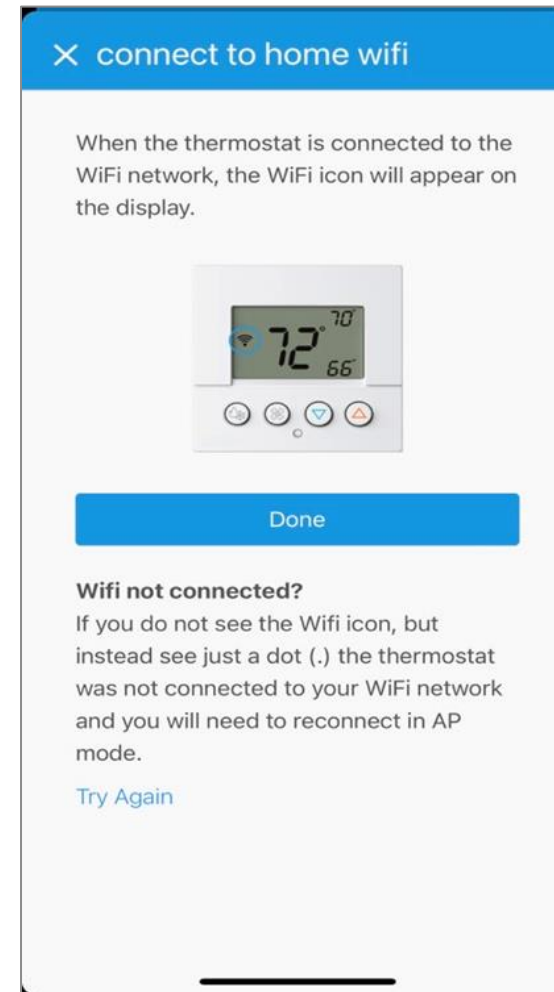 connect to home wifi
When the thermostat is connected to the
WiFi network, the WiFi icon will appear on
the display.
70°
72°
66°
Done
Wifi not connected?
If you do not see the Wifi icon, but
instead see just a dot (.) the thermostat
was not connected to your WiFi network
and you will need to reconnect in AP
mode.
Try Again